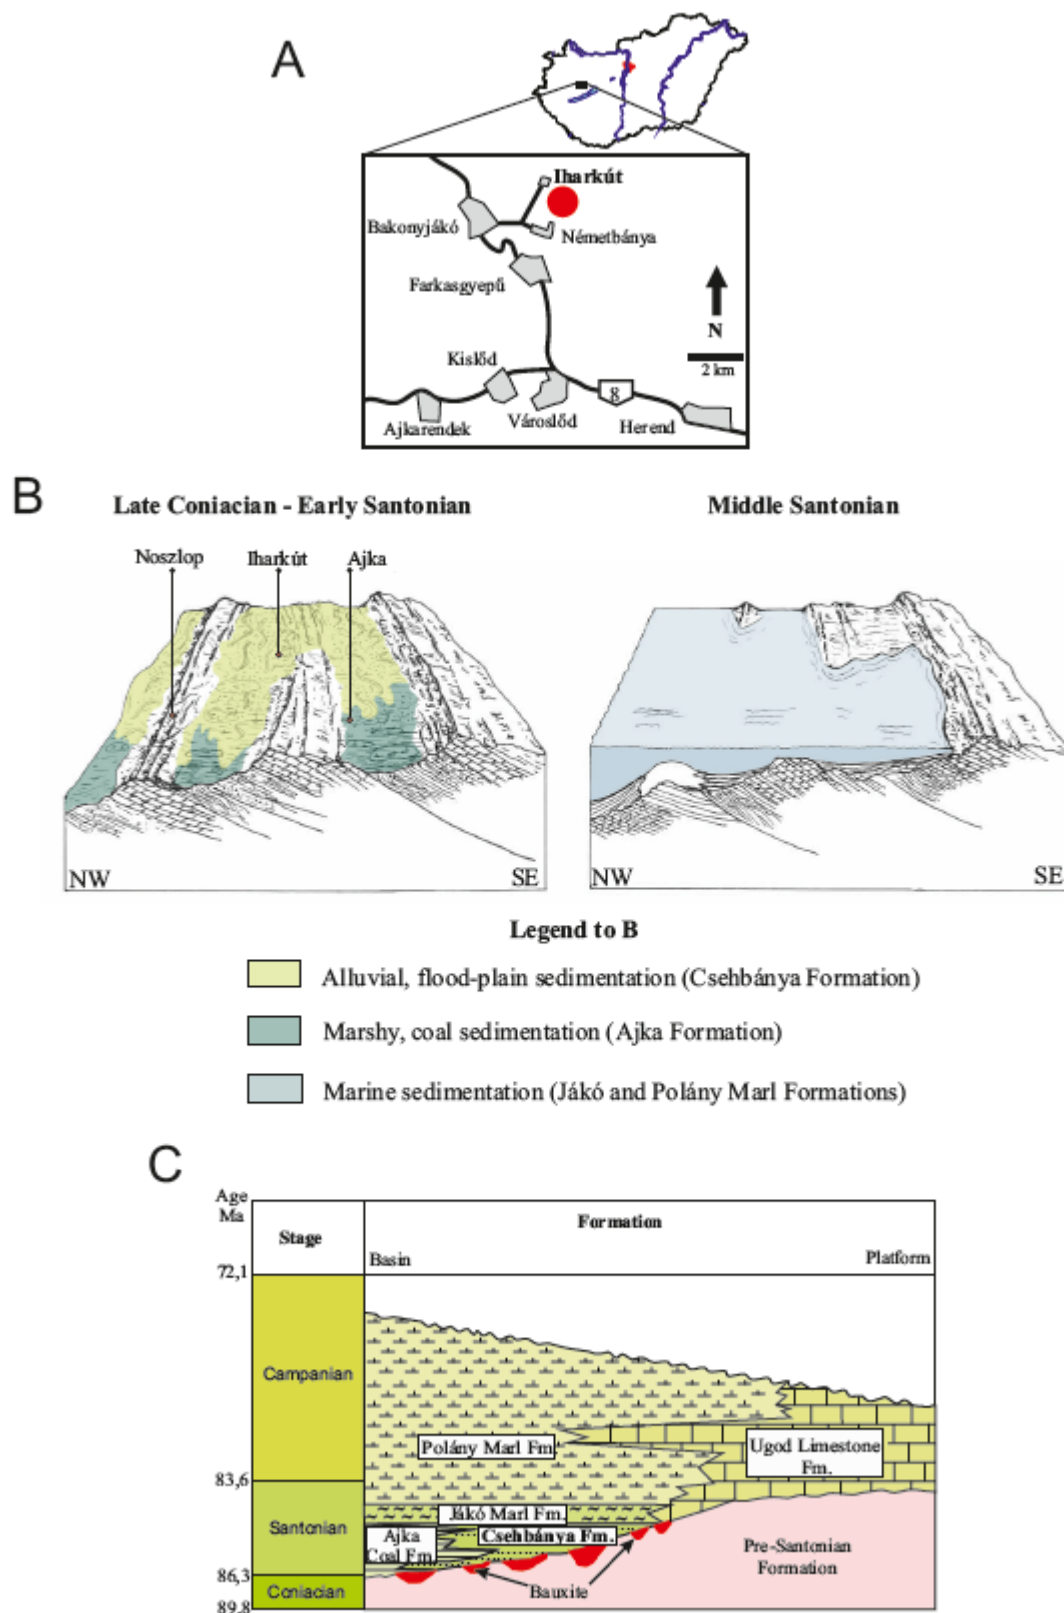 A
Iharkút
Bakonyjákó
Németbánya
Farkasgyepű
N
2 km
Kislőd
8
Ajkarendek
Városlőd
Herend
B
Late Coniacian - Early Santonian
Middle Santonian
Noszlop
Iharkút
Ajka
NW
SE
NW
SE
Legend to B
Alluvial, flood-plain sedimentation (Csehbánya Formation)
Marshy, coal sedimentation (Ajka Formation)
Marine sedimentation (Jákó and Polány Marl Formations)
C
Age
Ma
Stage
Formation
Basin
Platform
72,1
Campanian
Polány Marl Fm.
Ugod Limestone
Fm.
83,6
Santonian
Jákó Marl Fm.
Ajka
Coal Fm.
Csehbánya Fm.
Pre-Santonian
Formation
86,3
Coniacian
Bauxite
89,8